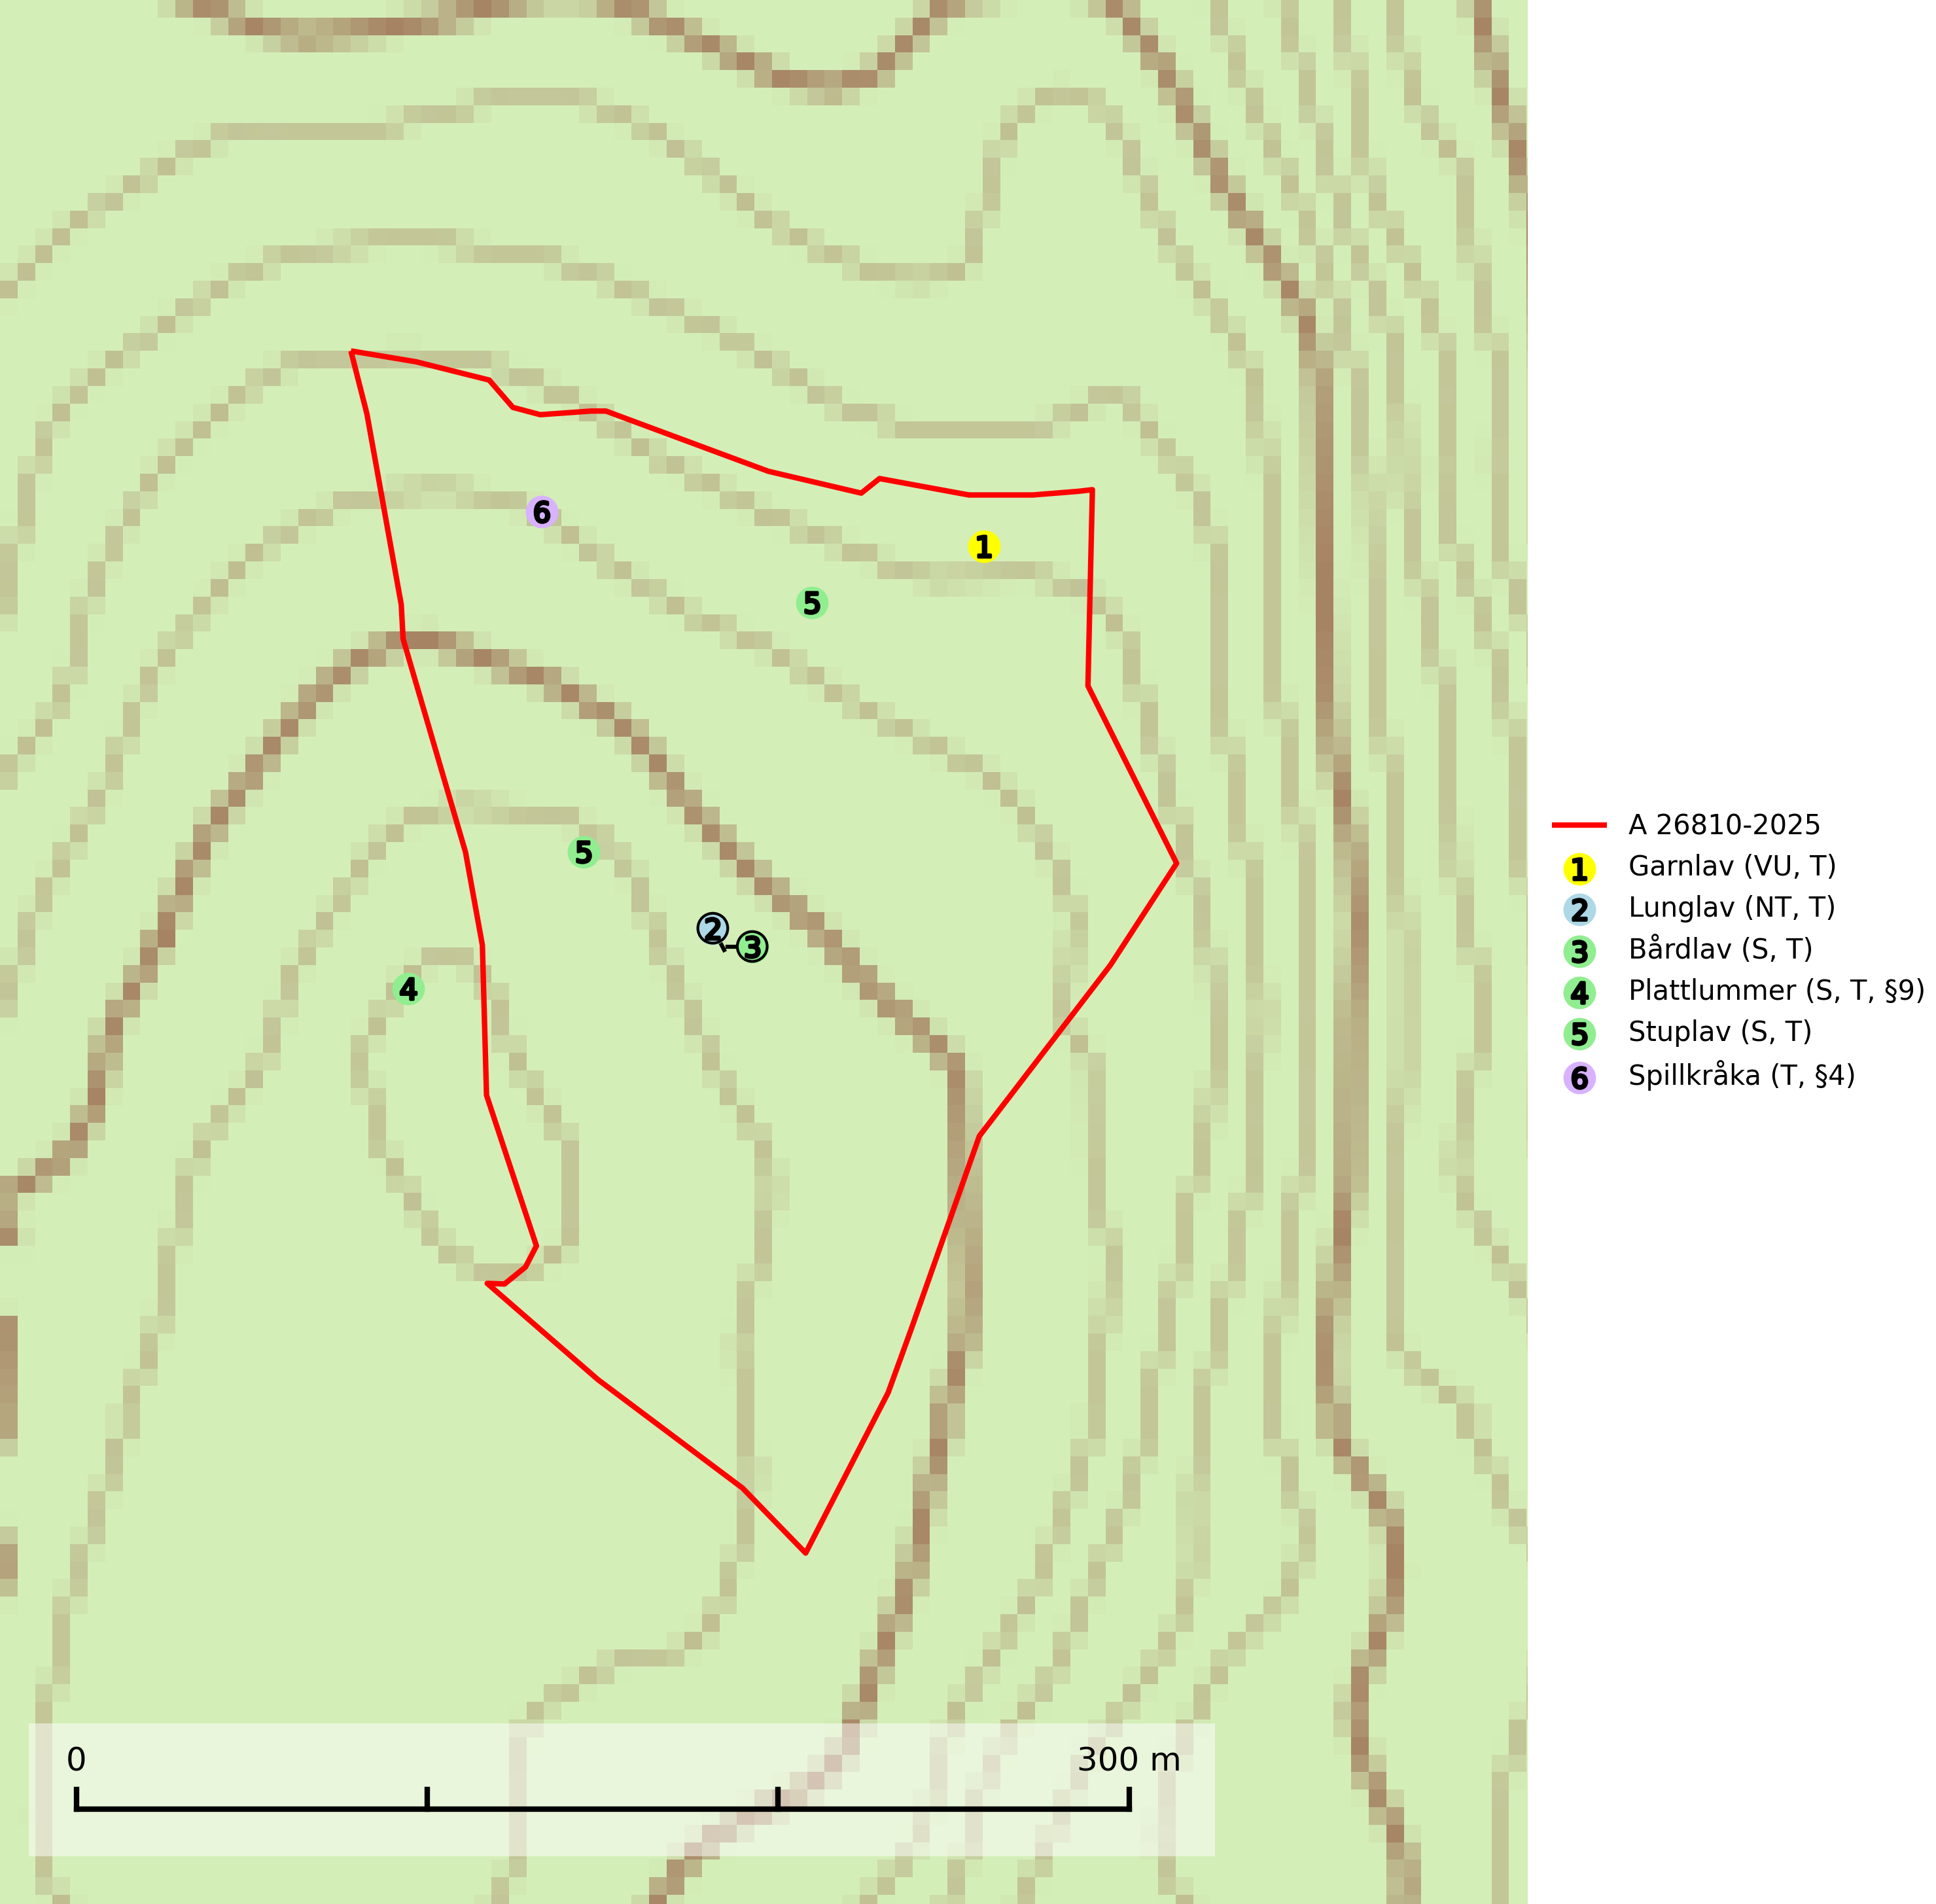 6
1
5
5
2
3
4
A 26810-2025
1 Garnlav (VU, T)
2 Lunglav (NT, T)
3 Bårdlav (S, T)
4 Plattlummer (S, T, §9)
5 Stuplav (S, T)
6 Spillkråka (T, §4)
0 300 m